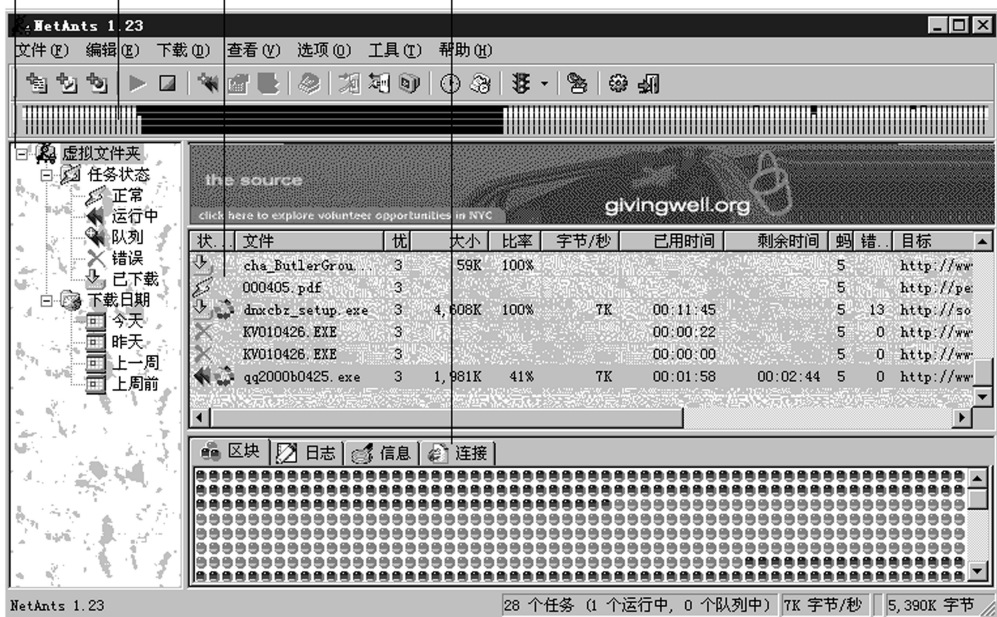 NetAnts 1.23
文件(F) 编辑(E) 下载(D) 查看(V) 选项(O) 工具(T) 帮助(H)
虚拟文件夹
任务状态
正常
运行中
队列
错误
已下载
下载日期
今天
昨天
上一周
上周前
the source
click here to explore volunteer opportunities in NYC
givingwell.org
状... 文件 优 大小 比率 字节/秒 已用时间 剩余时间 蚂 错.. 目标
cha_ButlerGrou... 3 59K 100% 5 http://ww
000405.pdf 3 5 http://pe
dnxcbz_setup.exe 3 4,608K 100% 7K 00:11:45 5 13 http://so
KV010426.EXE 3 00:00:22 5 0 http://ww
KV010426.EXE 3 00:00:00 5 0 http://ww
qq2000b0425.exe 3 1,981K 41% 7K 00:01:58 00:02:44 5 0 http://ww
区块 日志 信息 连接
NetAnts 1.23 28 个任务 (1 个运行中, 0 个队列中) 7K 字节/秒 5,390K 字节